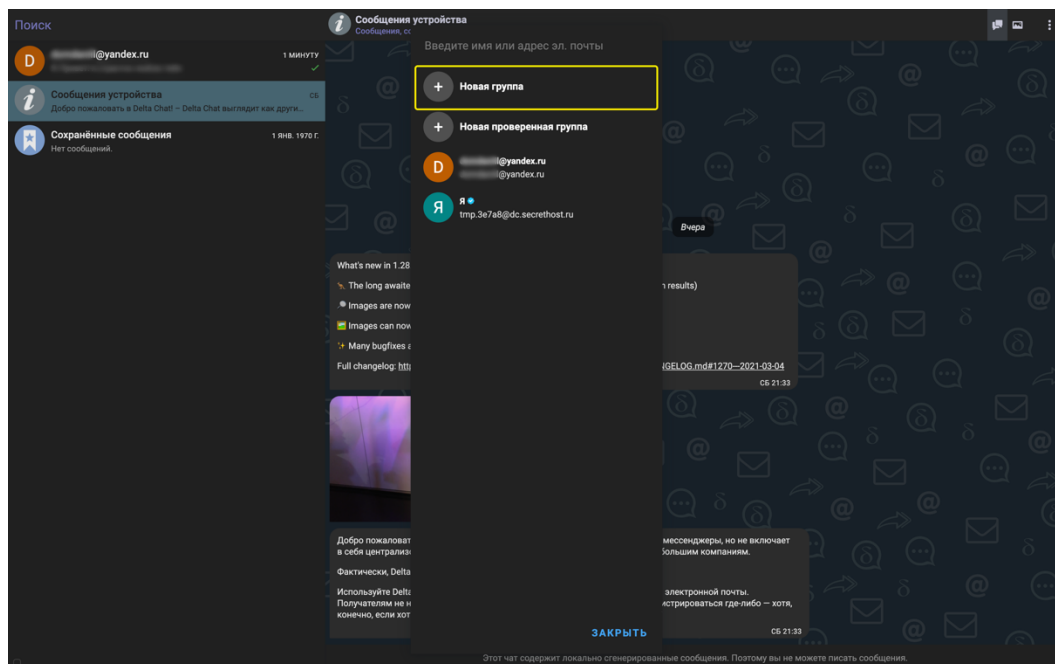 Поиск
@yandex.ru
1 МИНУТУ
Сообщения устройства
СБ
Добро пожаловать в Delta Chat! – Delta Chat выглядит как други...
Сохранённые сообщения
1 ЯНВ. 1970 Г.
Нет сообщений.
Сообщения устройства
Сообщения, со
Введите имя или адрес эл. почты
Новая группа
Новая проверенная группа
D
@yandex.ru
@yandex.ru
Я
Я
tmp.3e7a8@dc.secrethost.ru
ЗАКРЫТЬ
Вчера
What's new in 1.28
The long awaite
n results)
Images are now
Images can now
Many bugfixes a
Full changelog: htt
GELOG.md#1270—2021-03-04
СБ 21:33
Добро пожаловат
мессенджеры, но не включает
в себя централизо
большим компаниям.
Фактически, Delta
Используйте Delta
электронной почты.
Получателям не н
истрироваться где-либо — хотя,
конечно, если хот
СБ 21:33
Этот чат содержит локально сгенерированные сообщения. Поэтому вы не можете писать сообщения.